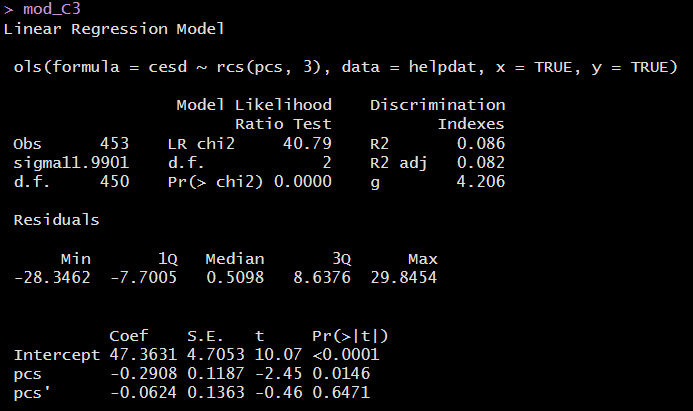 > mod_C3
Linear Regression Model

 ols(formula = cesd ~ rcs(pcs, 3), data = helpdat, x = TRUE, y = TRUE)

                Model Likelihood    Discrimination
                      Ratio Test           Indexes
 Obs     453    LR chi2     40.79    R2       0.086
 sigma11.9901   d.f.            2    R2 adj   0.082
 d.f.    450    Pr(> chi2) 0.0000    g        4.206

 Residuals

      Min       1Q   Median       3Q      Max
 -28.3462  -7.7005   0.5098   8.6376  29.8454


           Coef    S.E.   t     Pr(>|t|)
 Intercept 47.3631 4.7053 10.07 <0.0001
 pcs       -0.2908 0.1187 -2.45 0.0146
 pcs'      -0.0624 0.1363 -0.46 0.6471